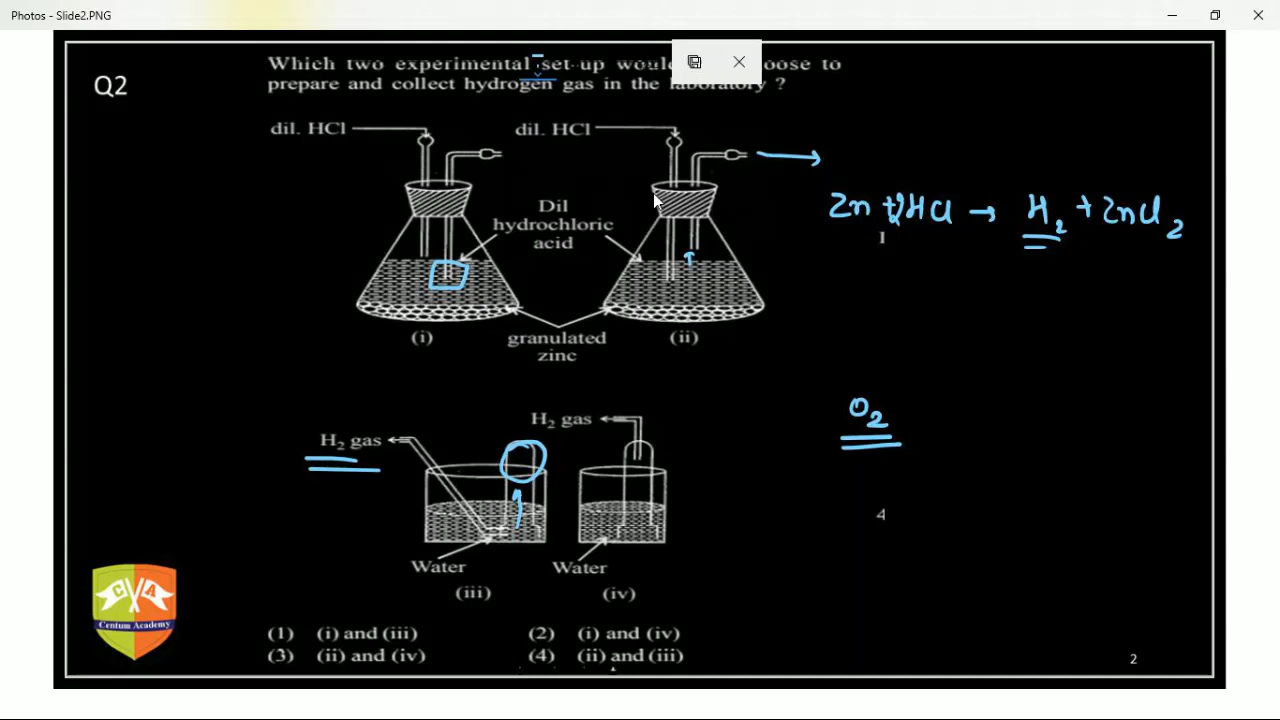 Photos - Slide2.PNG
Q2
Which two experimental set-up would oose to
prepare and collect hydrogen gas in the laboratory ?
dil. HCl
dil. HCl
Dil
hydrochloric
acid
Zn + 2HCl → H2 + ZnCl2
(i)
granulated
zinc
(ii)
O2
H2 gas
H2 gas
4
Water
Water
(iii)
(iv)
C A
Centum Academy
(1) (i) and (iii)
(2) (i) and (iv)
(3) (ii) and (iv)
(4) (ii) and (iii)
2